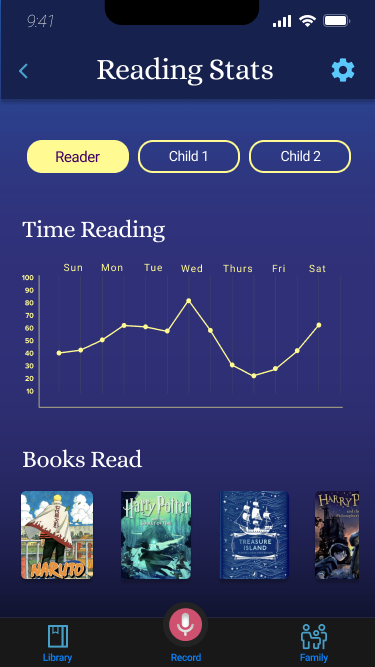 9:41
Reading Stats
Reader Child 1 Child 2
Time Reading
Sun Mon Tue Wed Thurs Fri Sat
100
90
80
70
60
50
40
30
20
10
Books Read
NARUTO
Harry Potter
TREASURE
ISLAND
HARRY P
Library Record Family